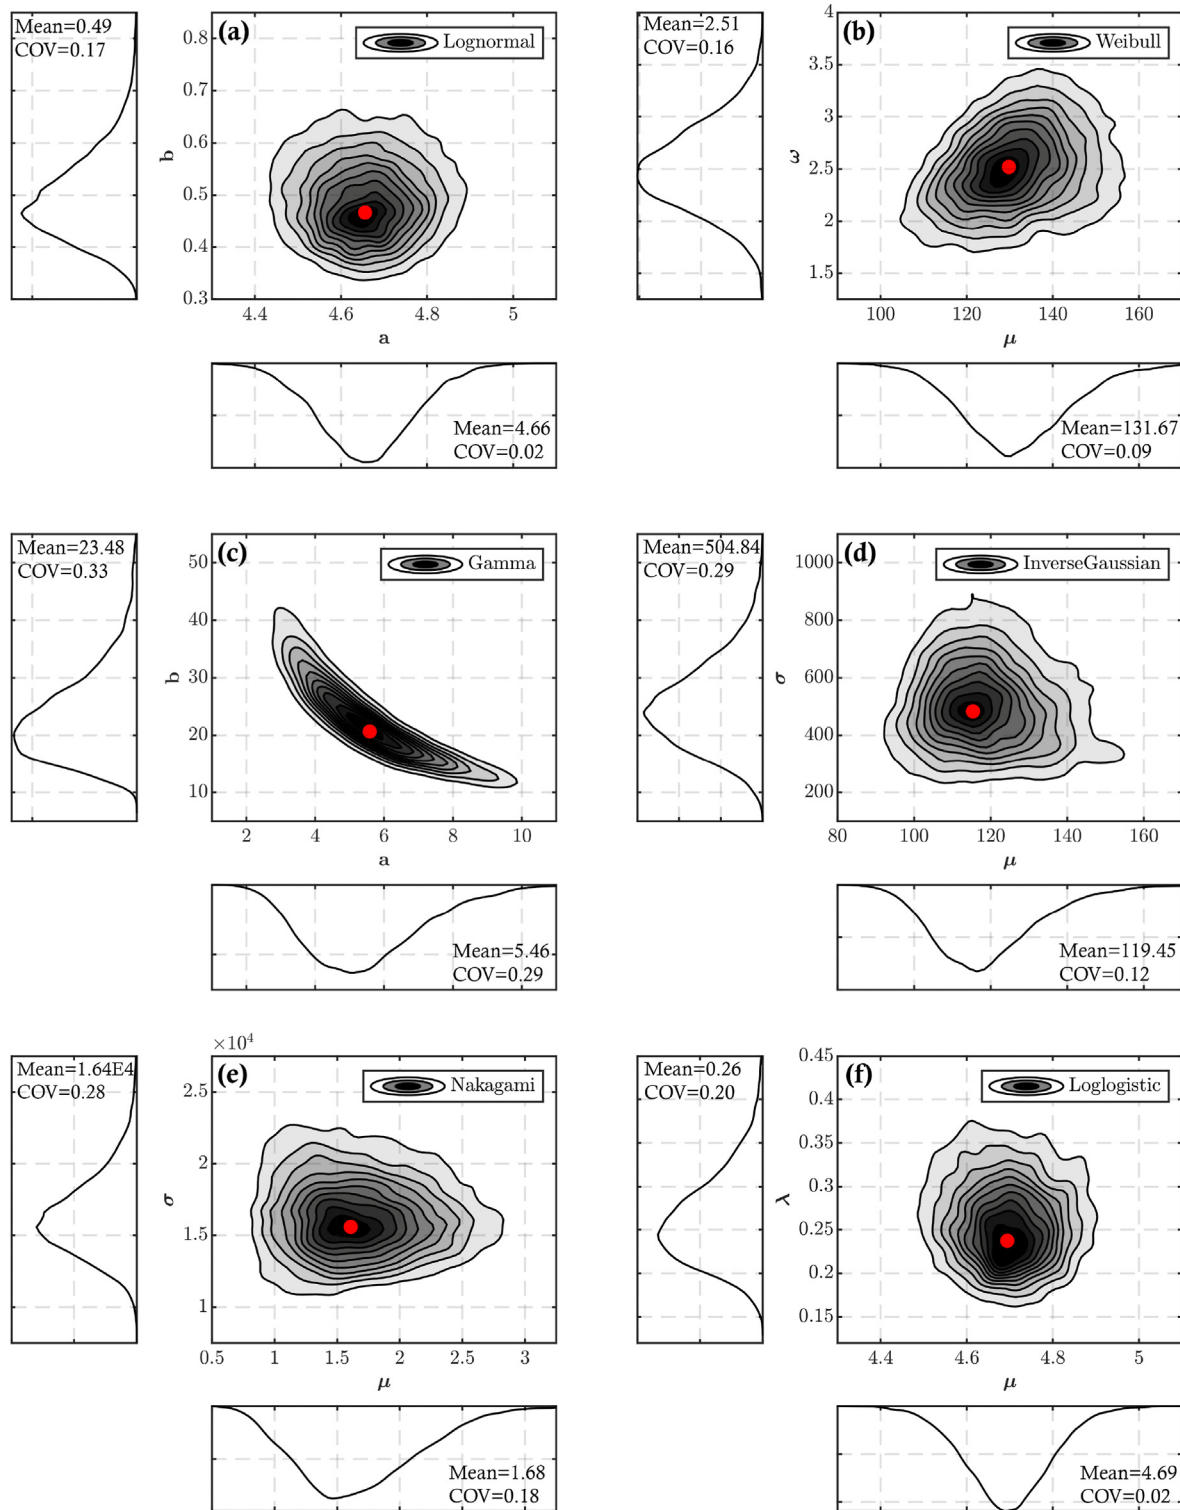 Mean=0.49
COV=0.17
(a)
Lognormal
0.8
0.7
0.6
0.5
0.4
0.3
b
4.4 4.6 4.8 5
a
Mean=4.66
COV=0.02
Mean=2.51
COV=0.16
(b)
Weibull
4
3.5
3
2.5
2
1.5
ω
100 120 140 160
μ
Mean=131.67
COV=0.09
Mean=23.48
COV=0.33
(c)
Gamma
50
40
30
20
10
b
2 4 6 8 10
a
Mean=5.46
COV=0.29
Mean=504.84
COV=0.29
(d)
InverseGaussian
1000
800
600
400
200
σ
80 100 120 140 160
μ
Mean=119.45
COV=0.12
Mean=1.64E4
COV=0.28
×10⁴
(e)
Nakagami
2.5
2
1.5
1
σ
0.5 1 1.5 2 2.5 3
μ
Mean=1.68
COV=0.18
Mean=0.26
COV=0.20
(f)
Loglogistic
0.45
0.4
0.35
0.3
0.25
0.2
0.15
λ
4.4 4.6 4.8 5
μ
Mean=4.69
COV=0.02